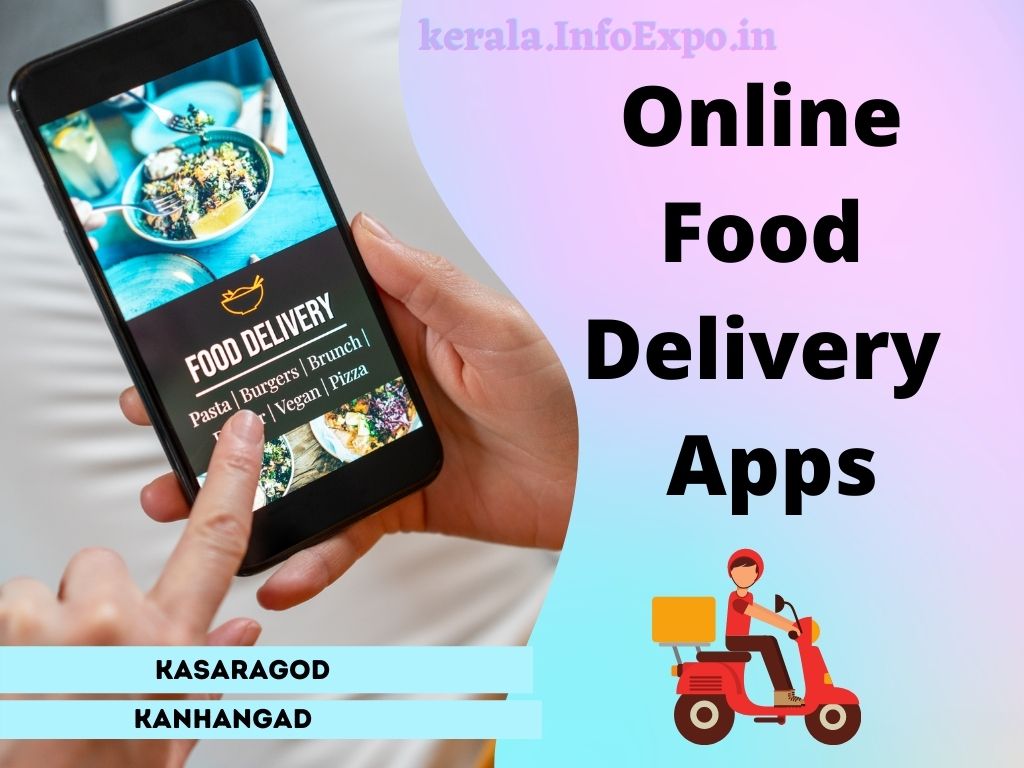 kerala.InfoExpo.in
Online
Food
Delivery
Apps
FOOD DELIVERY
Pasta | Burgers | Brunch |
| Vegan | Pizza
KASARAGOD
KANHANGAD